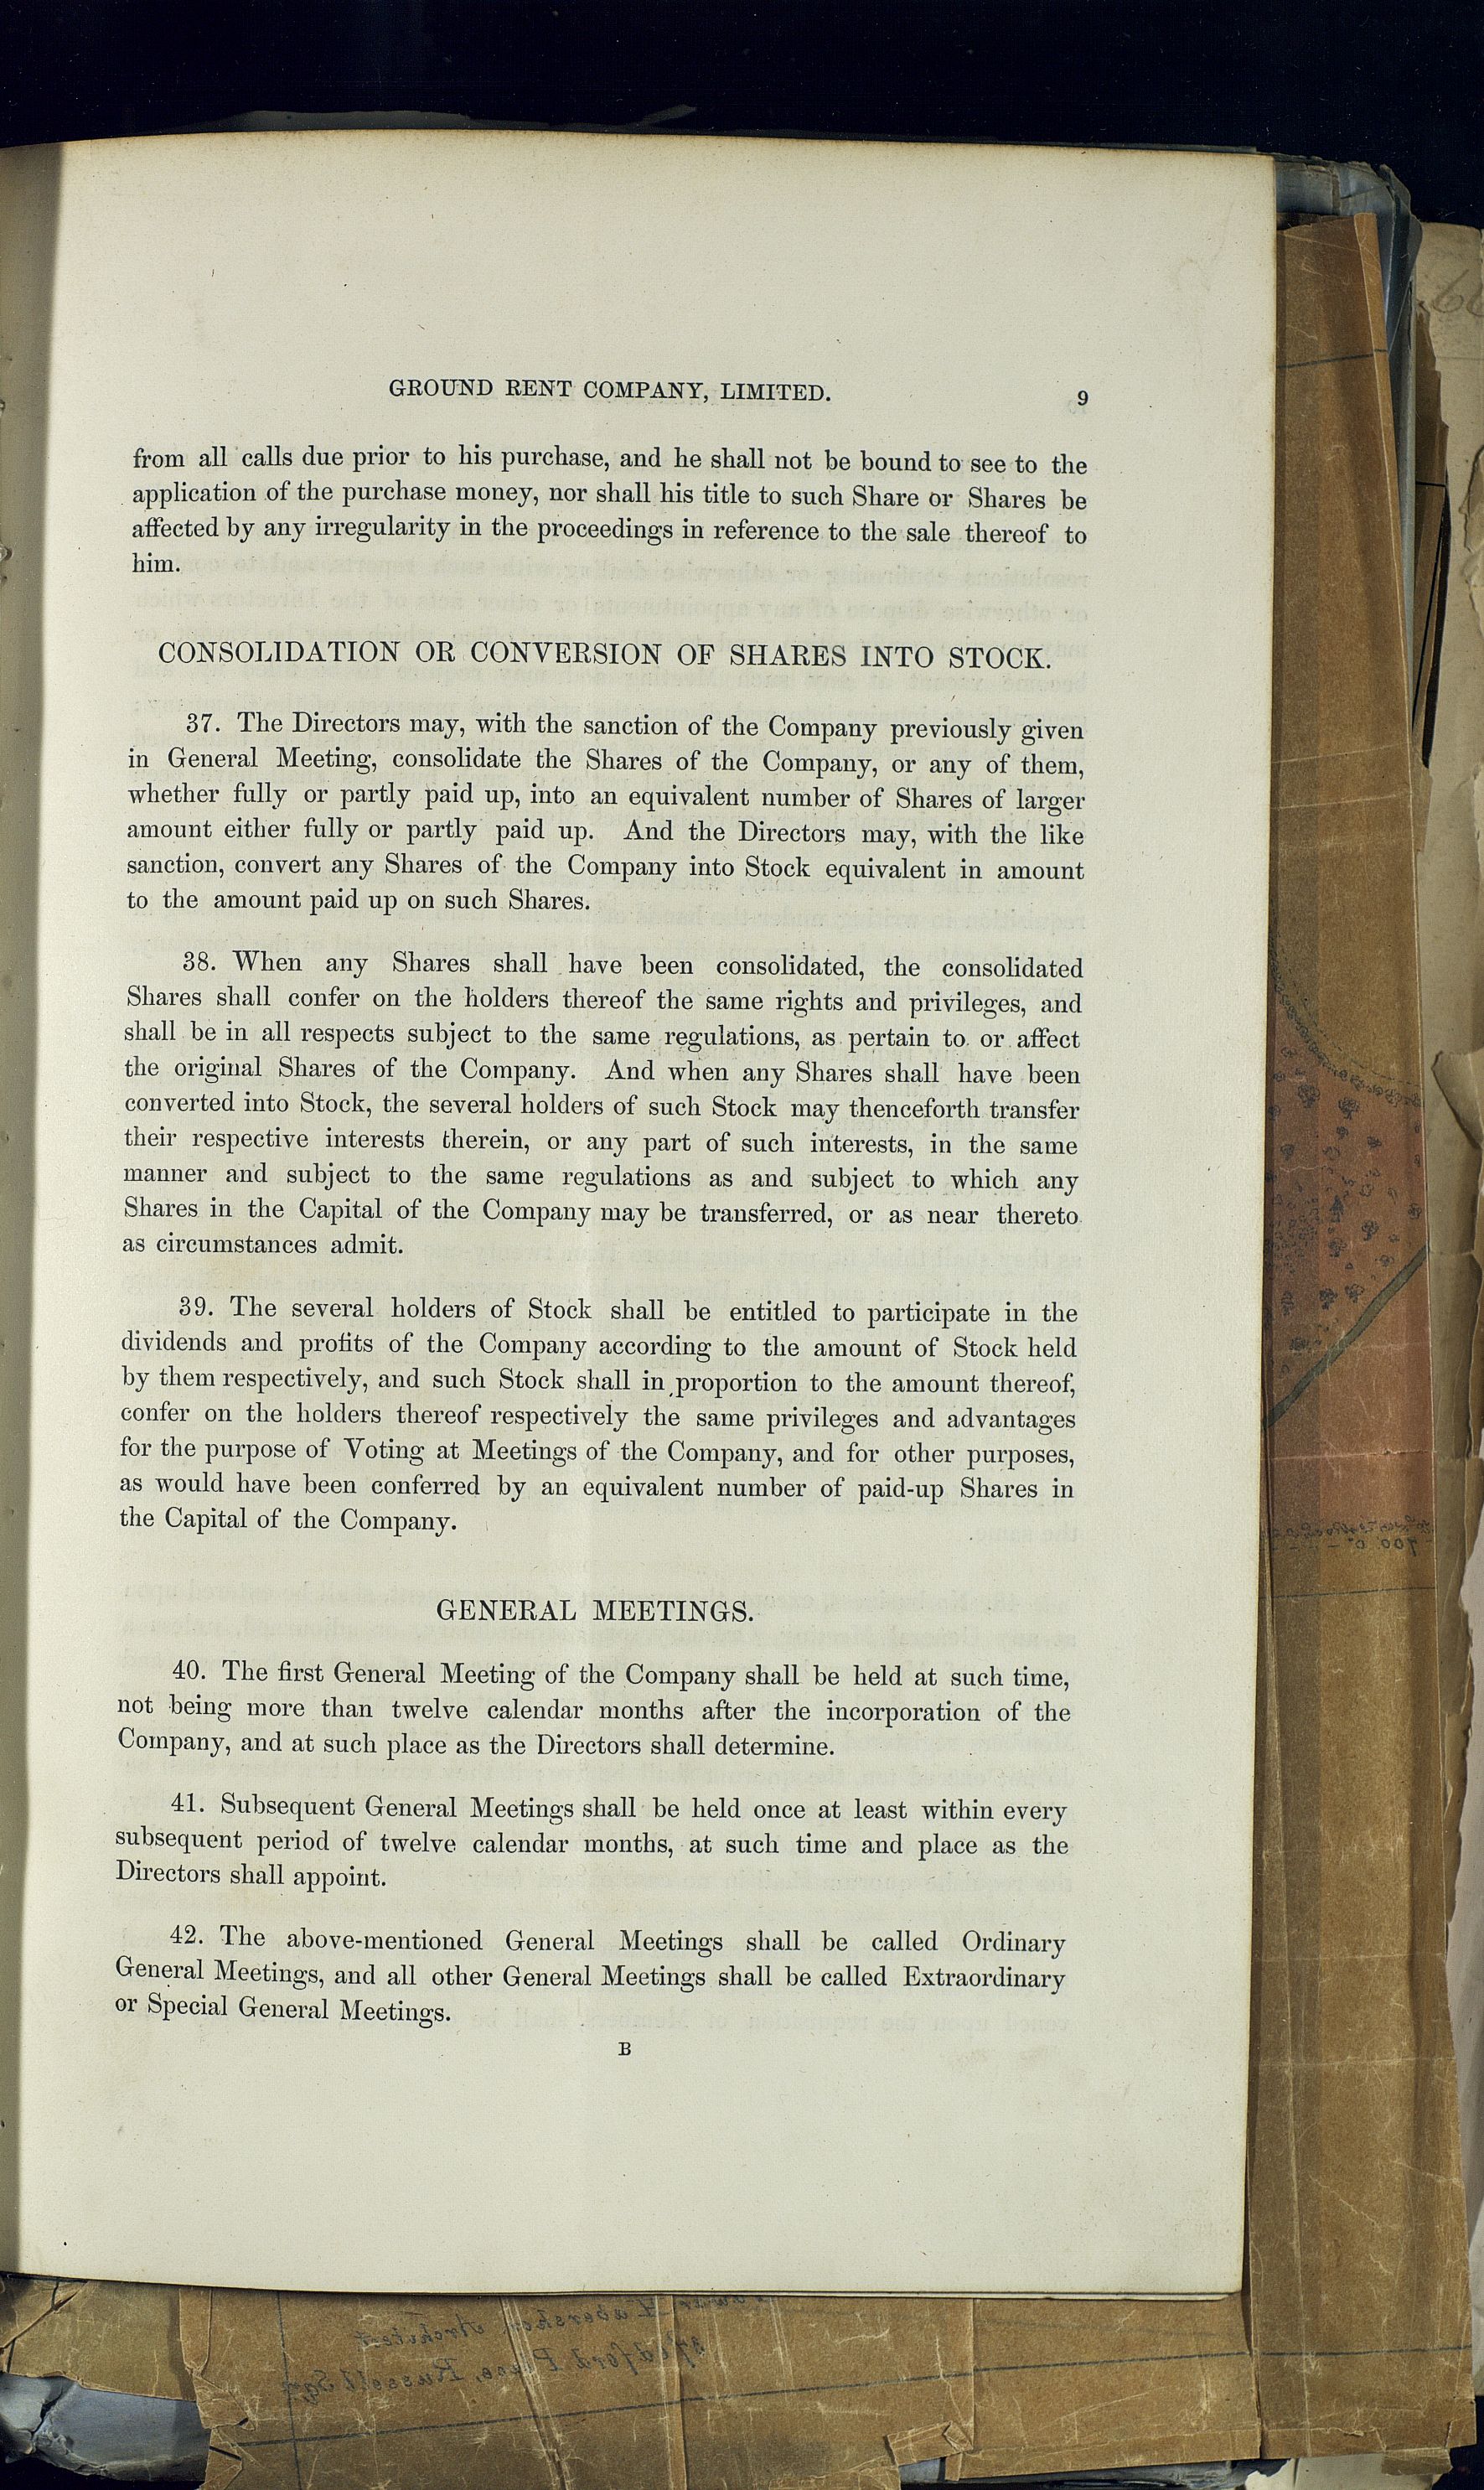 GROUND RENT COMPANY, LIMITED. 9
from all calls due prior to his purchase, and he shall not be bound to see to the
application of the purchase money, nor shall his title to such Share or Shares be
affected by any irregularity in the proceedings in reference to the sale thereof to
him.
CONSOLIDATION OR CONVERSION OF SHARES INTO STOCK.
37. The Directors may, with the sanction of the Company previously given
in General Meeting, consolidate the Shares of the Company, or any of them,
whether fully or partly paid up, into an equivalent number of Shares of larger
amount either fully or partly paid up. And the Directors may, with the like
sanction, convert any Shares of the Company into Stock equivalent in amount
to the amount paid up on such Shares.
38. When any Shares shall have been consolidated, the consolidated
Shares shall confer on the holders thereof the same rights and privileges, and
shall be in all respects subject to the same regulations, as pertain to or affect
the original Shares of the Company. And when any Shares shall have been
converted into Stock, the several holders of such Stock may thenceforth transfer
their respective interests therein, or any part of such interests, in the same
manner and subject to the same regulations as and subject to which any
Shares in the Capital of the Company may be transferred, or as near thereto
as circumstances admit.
39. The several holders of Stock shall be entitled to participate in the
dividends and profits of the Company according to the amount of Stock held
by them respectively, and such Stock shall in proportion to the amount thereof,
confer on the holders thereof respectively the same privileges and advantages
for the purpose of Voting at Meetings of the Company, and for other purposes,
as would have been conferred by an equivalent number of paid-up Shares in
the Capital of the Company.
GENERAL MEETINGS.
40. The first General Meeting of the Company shall be held at such time,
not being more than twelve calendar months after the incorporation of the
Company, and at such place as the Directors shall determine.
41. Subsequent General Meetings shall be held once at least within every
subsequent period of twelve calendar months, at such time and place as the
Directors shall appoint.
42. The above-mentioned General Meetings shall be called Ordinary
General Meetings, and all other General Meetings shall be called Extraordinary
or Special General Meetings.
B